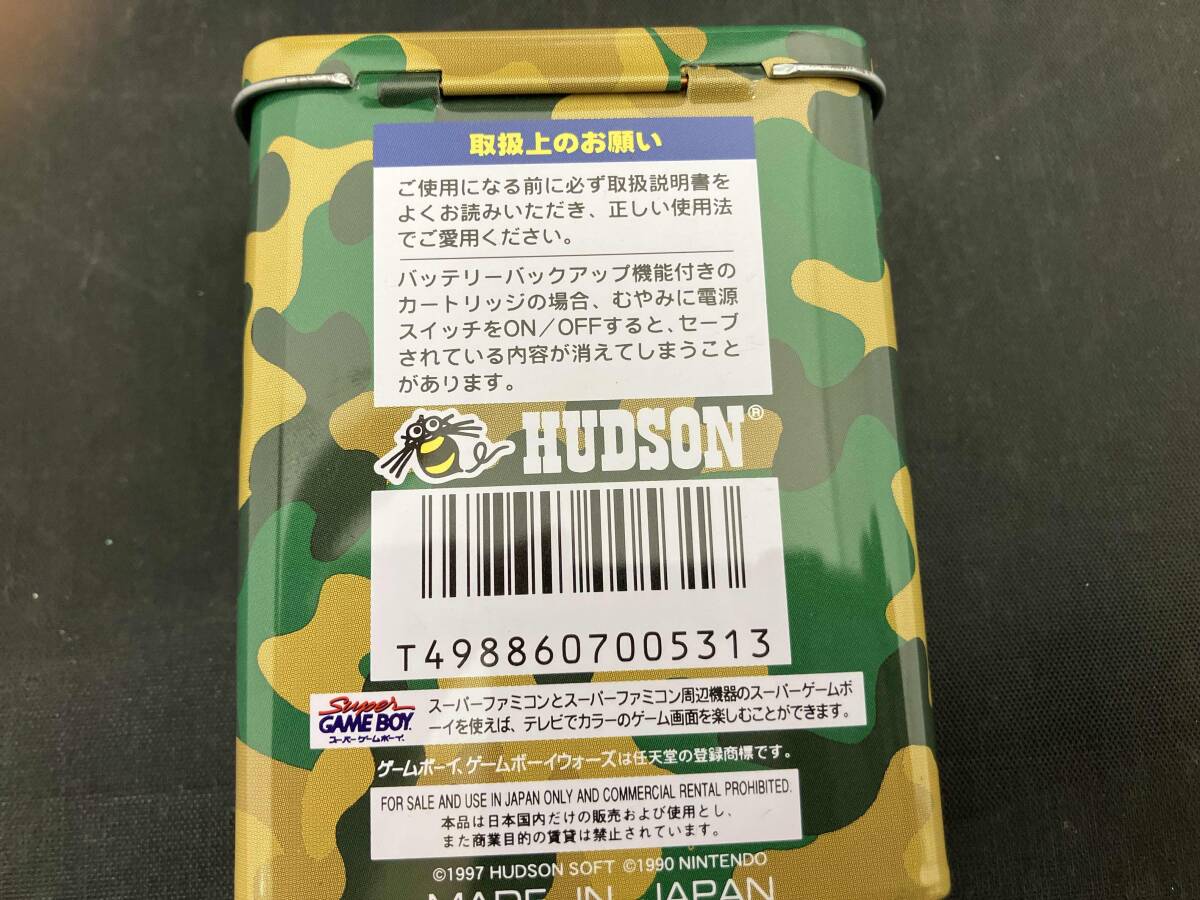 取扱上のお願い
ご使用になる前に必ず取扱説明書を
よくお読みいただき、正しい使用法
でご愛用ください。
バッテリーバックアップ機能付きの
カートリッジの場合、むやみに電源
スイッチをON／OFFすると、セーブ
されている内容が消えてしまうこと
があります。
HUDSON®
T4988607005313
Super
GAME BOY
スーパーゲームボーイ
スーパーファミコンとスーパーファミコン周辺機器のスーパーゲームボ
ーイを使えば、テレビでカラーのゲーム画面を楽しむことができます。
ゲームボーイ、ゲームボーイウォーズは任天堂の登録商標です。
FOR SALE AND USE IN JAPAN ONLY AND COMMERCIAL RENTAL PROHIBITED.
本品は日本国内だけの販売および使用とし、
また商業目的の賃貸は禁止されています。
©1997 HUDSON SOFT ©1990 NINTENDO
MADE IN JAPAN